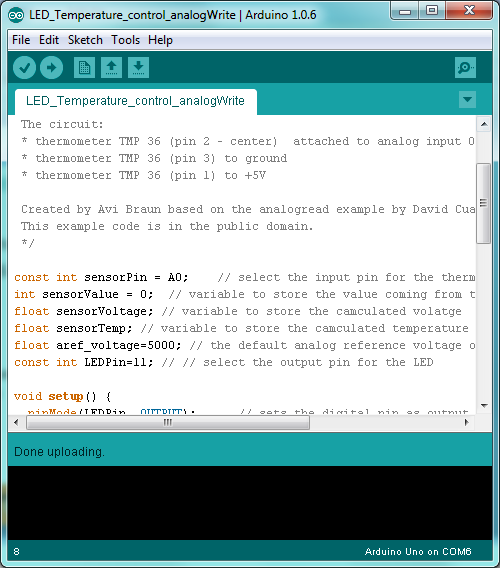 LED_Temperature_control_analogWrite | Arduino 1.0.6
File Edit Sketch Tools Help
LED_Temperature_control_analogWrite
The circuit:
* thermometer TMP 36 (pin 2 - center)  attached to analog input 0
* thermometer TMP 36 (pin 3) to ground
* thermometer TMP 36 (pin 1) to +5V
Created by Avi Braun based on the analogread example by David Cua
This example code is in the public domain.
*/
const int sensorPin = A0;    // select the input pin for the therm
int sensorValue = 0;  // variable to store the value coming from t
float sensorVoltage; // variable to store the camculated volatge
float sensorTemp; // variable to store the camculated temperature
float aref_voltage=5000; // the default analog reference voltage o
const int LEDPin=11; // // select the output pin for the LED
void setup() {
pinMode(LEDPin, OUTPUT);      // sets the digital pin as output
Done uploading.
8 Arduino Uno on COM6